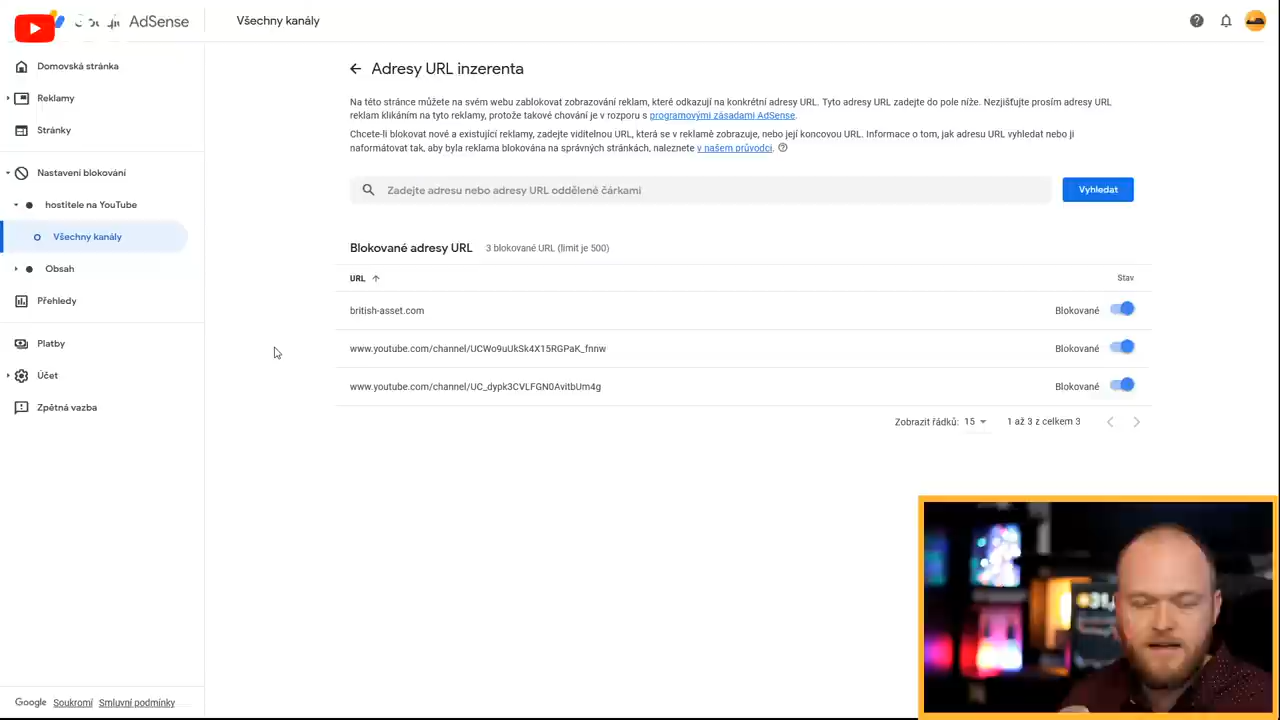 AdSense
Všechny kanály
Domovská stránka
Reklamy
Stránky
Nastavení blokování
hostitele na YouTube
Všechny kanály
Obsah
Přehledy
Platby
Účet
Zpětná vazba
Google Soukromí Smluvní podmínky
Adresy URL inzerenta
Na této stránce můžete na svém webu zablokovat zobrazování reklam, které odkazují na konkrétní adresy URL. Tyto adresy URL zadejte do pole níže. Nezjišťujte prosím adresy URL
reklam klikáním na tyto reklamy, protože takové chování je v rozporu s programovými zásadami AdSense.
Chcete-li blokovat nové a existující reklamy, zadejte viditelnou URL, která se v reklamě zobrazuje, nebo její koncovou URL. Informace o tom, jak adresu URL vyhledat nebo ji
naformátovat tak, aby byla reklama blokována na správných stránkách, naleznete v našem průvodci.
Zadejte adresu nebo adresy URL oddělené čárkami
Vyhledat
Blokované adresy URL 3 blokované URL (limit je 500)
URL Stav
british-asset.com Blokované
www.youtube.com/channel/UCWo9uUkSk4X15RGPaK_fnnw Blokované
www.youtube.com/channel/UC_dypk3CVLFGN0AvitbUm4g Blokované
Zobrazit řádků: 15 1 až 3 z celkem 3